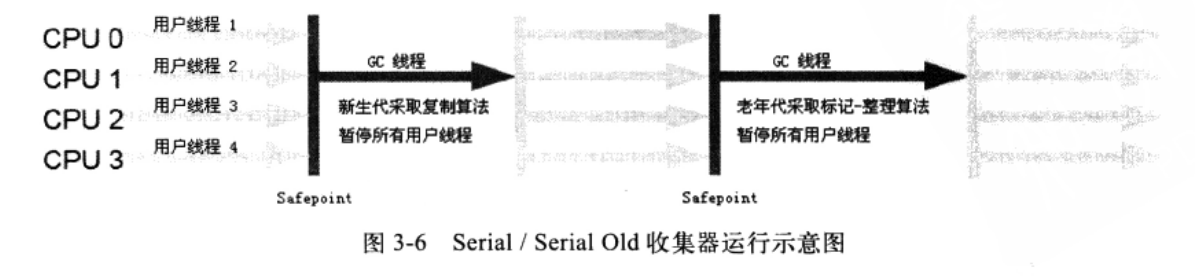 CPU 0 用户线程 1
CPU 1 用户线程 2
CPU 2 用户线程 3
CPU 3 用户线程 4
GC 线程
新生代采取复制算法
暂停所有用户线程
Safepoint
GC 线程
老年代采取标记-整理算法
暂停所有用户线程
Safepoint
图 3-6 Serial / Serial Old 收集器运行示意图